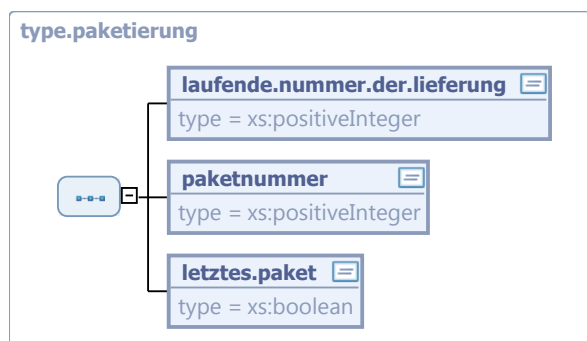 type.paketierung
laufende.nummer.der.lieferung
type = xs:positiveInteger
paketnummer
type = xs:positiveInteger
letztes.paket
type = xs:boolean